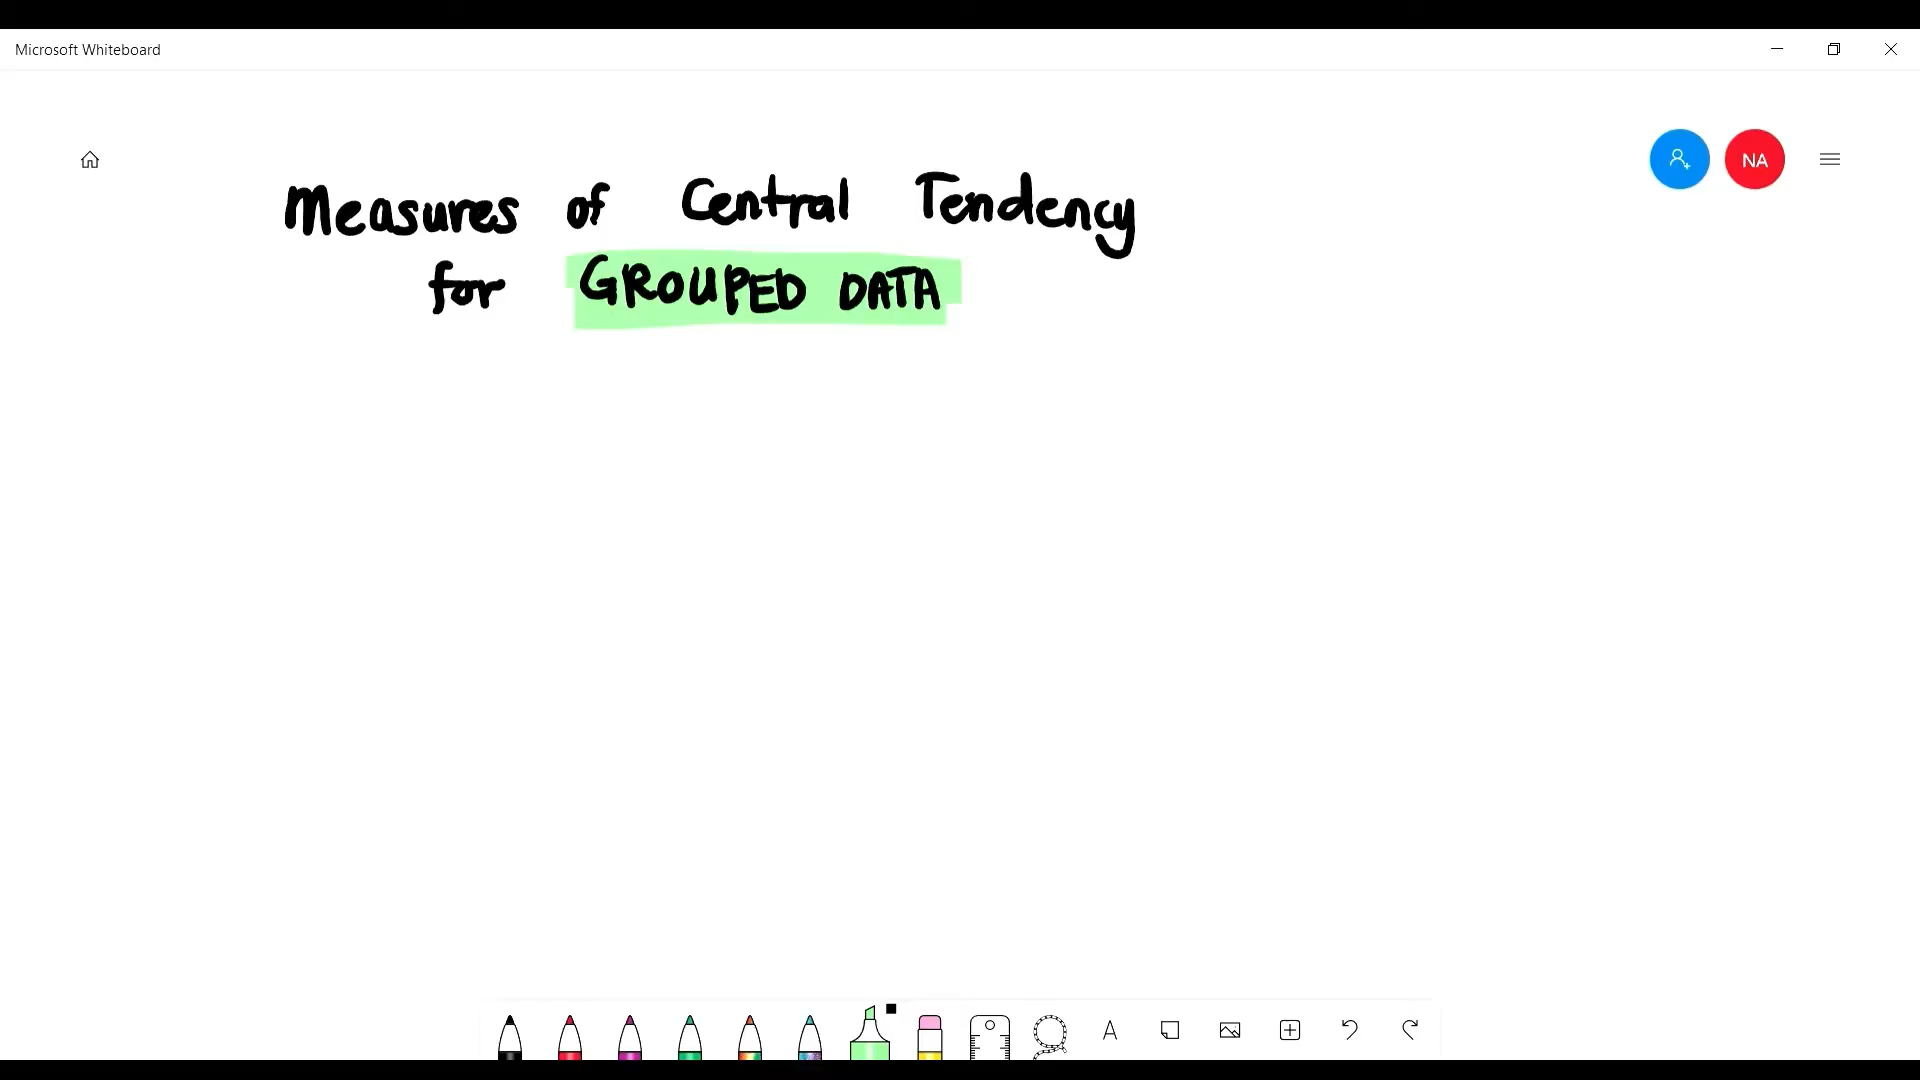 Microsoft Whiteboard
NA
Measures of Central Tendency
for GROUPED DATA